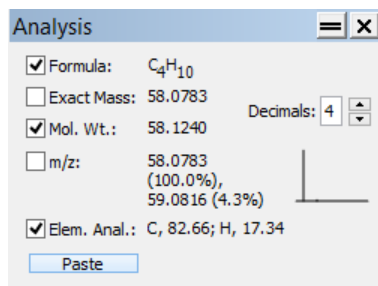 Analysis
Formula: C₄H₁₀
Exact Mass: 58.0783
Decimals: 4
Mol. Wt.: 58.1240
m/z: 58.0783
(100.0%),
59.0816 (4.3%)
Elem. Anal.: C, 82.66; H, 17.34
Paste